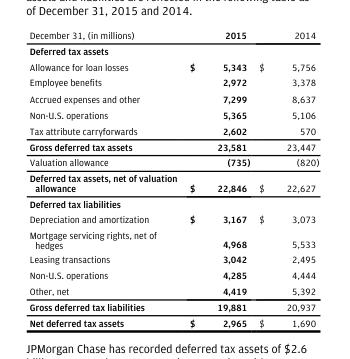 of December 31, 2015 and 2014.
December 31, (in millions) 2015 2014
Deferred tax assets
Allowance for loan losses $ 5,343 $ 5,756
Employee benefits 2,972 3,378
Accrued expenses and other 7,299 8,637
Non-U.S. operations 5,365 5,106
Tax attribute carryforwards 2,602 570
Gross deferred tax assets 23,581 23,447
Valuation allowance (735) (820)
Deferred tax assets, net of valuation
allowance $ 22,846 $ 22,627
Deferred tax liabilities
Depreciation and amortization $ 3,167 $ 3,073
Mortgage servicing rights, net of
hedges 4,968 5,533
Leasing transactions 3,042 2,495
Non-U.S. operations 4,285 4,444
Other, net 4,419 5,392
Gross deferred tax liabilities 19,881 20,937
Net deferred tax assets $ 2,965 $ 1,690
JPMorgan Chase has recorded deferred tax assets of $2.6